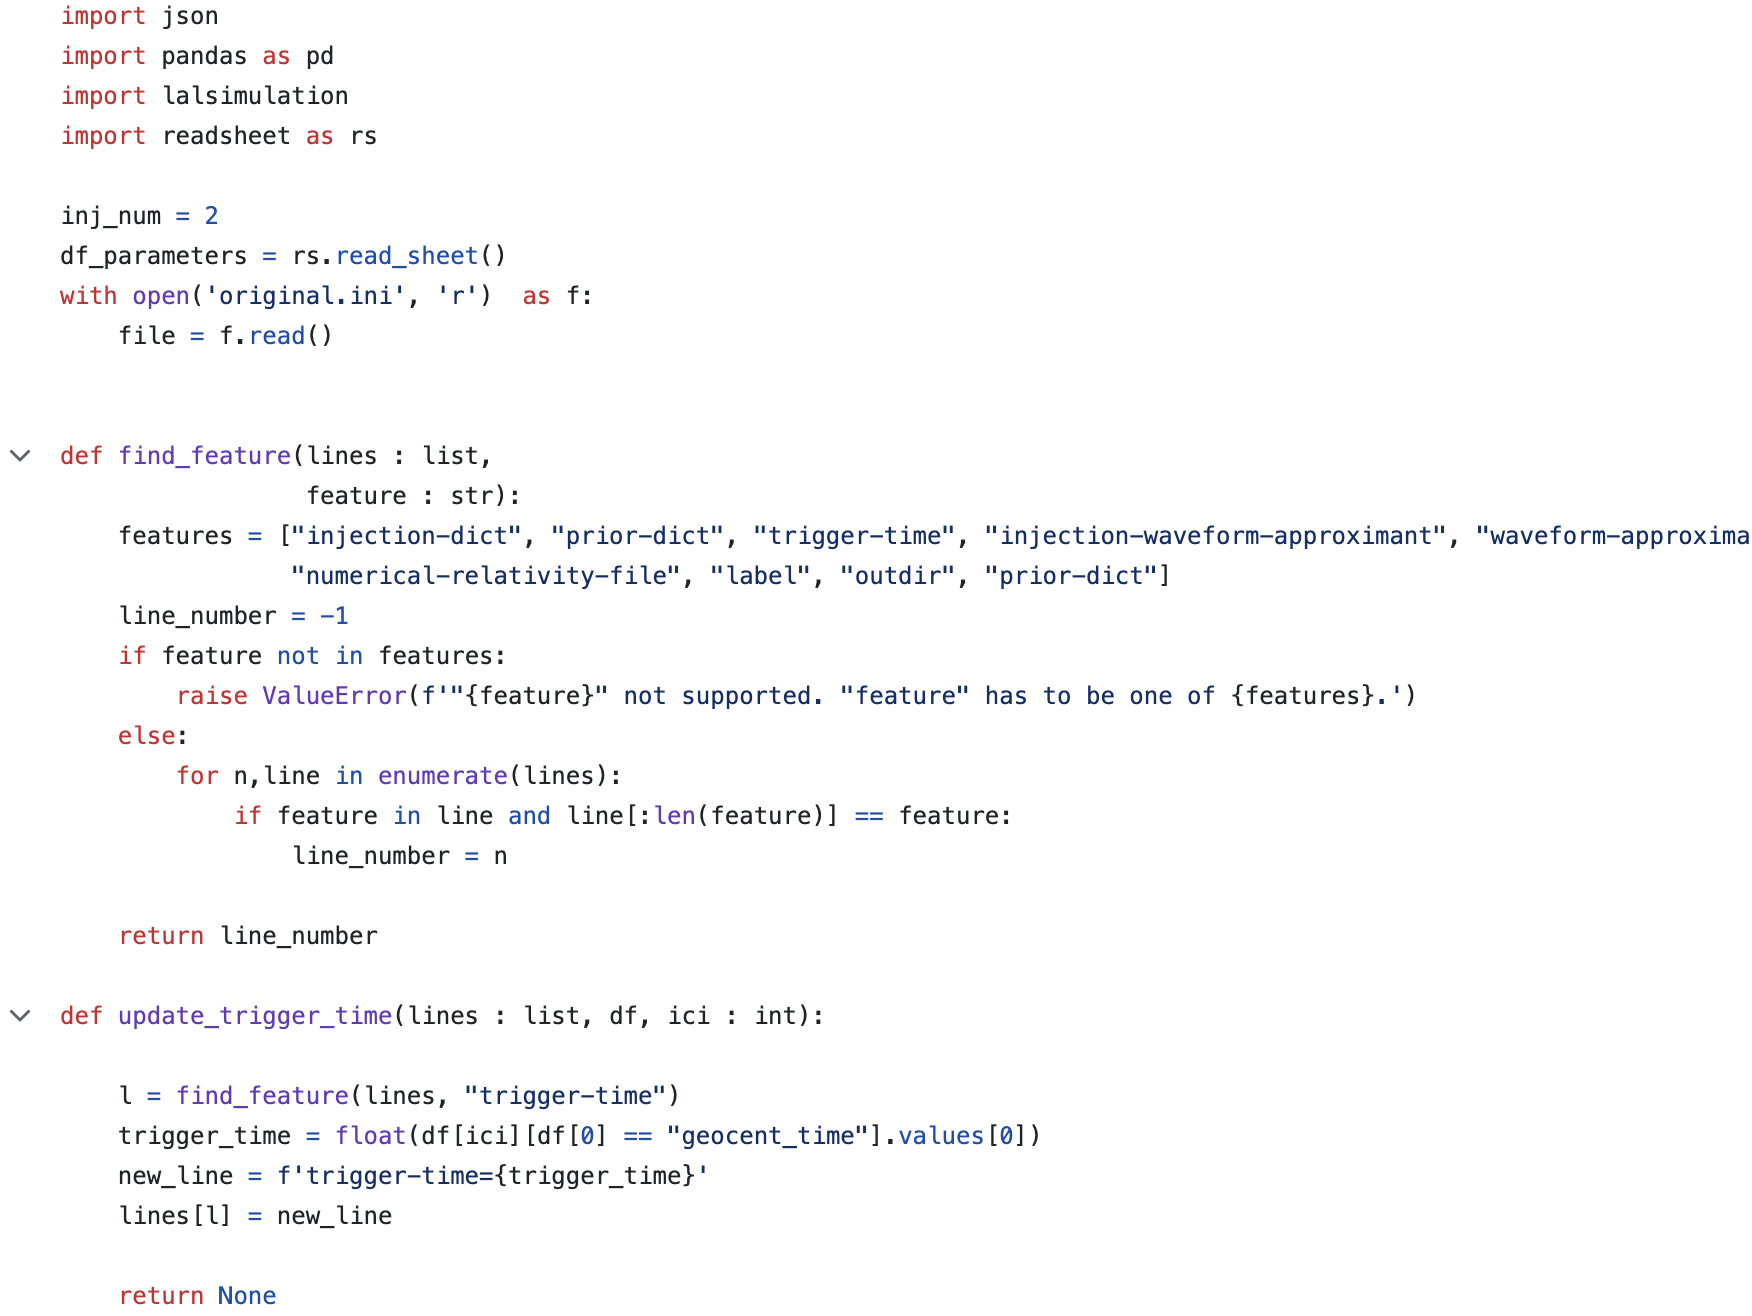 import json
import pandas as pd
import lalsimulation
import readsheet as rs

inj_num = 2
df_parameters = rs.read_sheet()
with open('original.ini', 'r')  as f:
    file = f.read()


def find_feature(lines : list,
                 feature : str):
    features = ["injection-dict", "prior-dict", "trigger-time", "injection-waveform-approximant", "waveform-approxima
                "numerical-relativity-file", "label", "outdir", "prior-dict"]
    line_number = -1
    if feature not in features:
        raise ValueError(f'"{feature}" not supported. "feature" has to be one of {features}.')
    else:
        for n,line in enumerate(lines):
            if feature in line and line[:len(feature)] == feature:
                line_number = n

    return line_number

def update_trigger_time(lines : list, df, ici : int):

    l = find_feature(lines, "trigger-time")
    trigger_time = float(df[ici][df[0] == "geocent_time"].values[0])
    new_line = f'trigger-time={trigger_time}'
    lines[l] = new_line

    return None